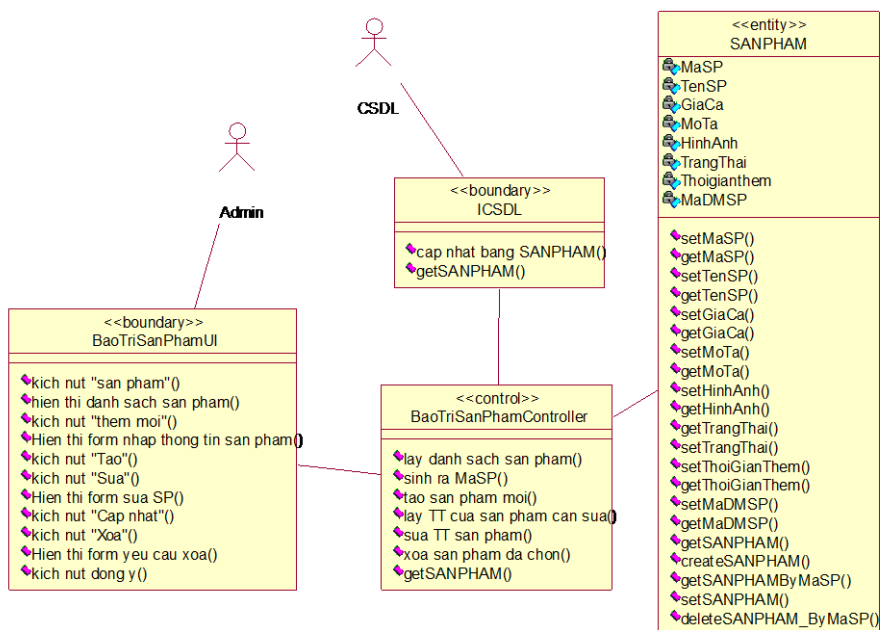 CSDL
Admin
<<boundary>>
BaoTriSanPhamUI
kich nut "san pham"()
hien thi danh sach san pham()
kich nut "them moi"()
Hien thi form nhap thong tin san pham()
kich nut "Tao"()
kich nut "Sua"()
Hien thi form sua SP()
kich nut "Cap nhat"()
kich nut "Xoa"()
Hien thi form yeu cau xoa()
kich nut dong y()
<<boundary>>
ICSDL
cap nhat bang SANPHAM()
getSANPHAM()
<<control>>
BaoTriSanPhamController
lay danh sach san pham()
sinh ra MaSP()
tao san pham moi()
lay TT cua san pham can sua()
sua TT san pham()
xoa san pham da chon()
getSANPHAM()
<<entity>>
SANPHAM
MaSP
TenSP
GiaCa
MoTa
HinhAnh
TrangThai
Thoigianthem
MaDMSP
setMaSP()
getMaSP()
setTenSP()
getTenSP()
setGiaCa()
getGiaCa()
setMoTa()
getMoTa()
setHinhAnh()
getHinhAnh()
getTrangThai()
setTrangThai()
setThoiGianThem()
getThoiGianThem()
setMaDMSP()
getMaDMSP()
getSANPHAM()
createSANPHAM()
getSANPHAMByMaSP()
setSANPHAM()
deleteSANPHAM_ByMaSP()